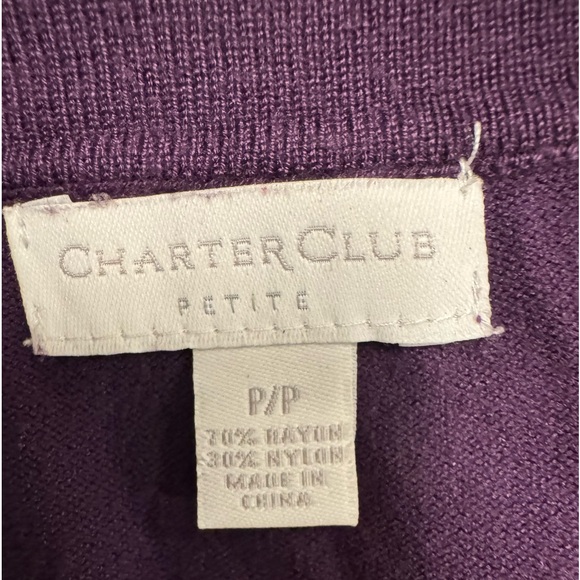 CHARTER CLUB
PETITE
P/P
70% RAYON
30% NYLON
MADE IN
CHINA